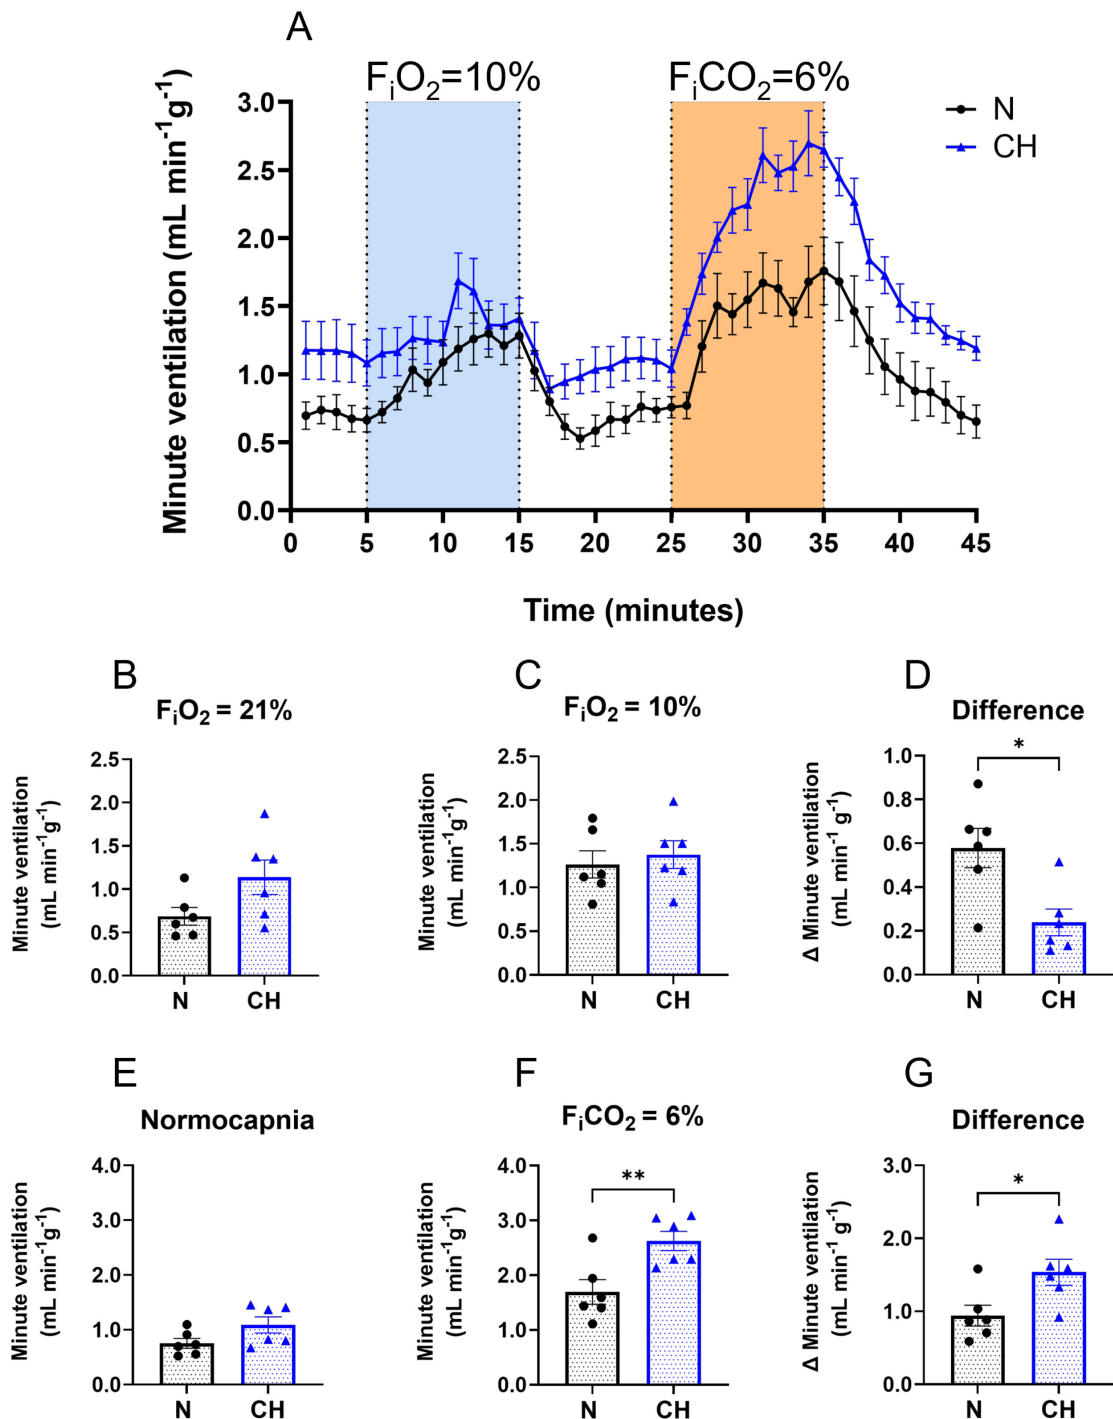 A
FᵢO₂=10%
FᵢCO₂=6%
N
CH
Minute ventilation (mL min⁻¹g⁻¹)
3.0
2.5
2.0
1.5
1.0
0.5
0.0
0 5 10 15 20 25 30 35 40 45
Time (minutes)
B
FᵢO₂ = 21%
Minute ventilation
(mL min⁻¹g⁻¹)
2.5
2.0
1.5
1.0
0.5
0.0
N CH
C
FᵢO₂ = 10%
Minute ventilation
(mL min⁻¹g⁻¹)
2.5
2.0
1.5
1.0
0.5
0.0
N CH
D
Difference
Δ Minute ventilation
(mL min⁻¹ g⁻¹)
1.0
0.8
0.6
0.4
0.2
0.0
*
N CH
E
Normocapnia
Minute ventilation
(mL min⁻¹g⁻¹)
4.0
3.0
2.0
1.0
0.0
N CH
F
FᵢCO₂ = 6%
Minute ventilation
(mL min⁻¹g⁻¹)
4.0
3.0
2.0
1.0
0.0
**
N CH
G
Difference
Δ Minute ventilation
(mL min⁻¹ g⁻¹)
3.0
2.0
1.0
0.0
*
N CH